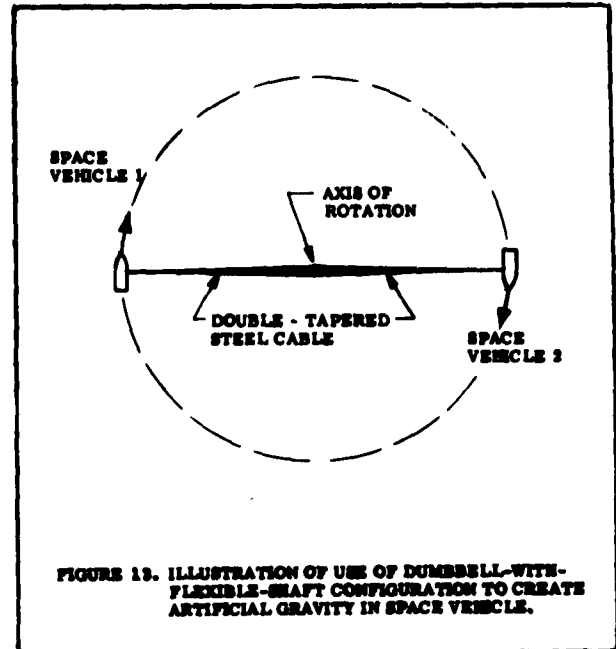 SPACE
VEHICLE 1
AXIS OF
ROTATION
DOUBLE - TAPERED
STEEL CABLE
SPACE
VEHICLE 2
FIGURE 13. ILLUSTRATION OF USE OF DUMBBELL-WITH-
FLEXIBLE-SHAFT CONFIGURATION TO CREATE
ARTIFICIAL GRAVITY IN SPACE VEHICLE.